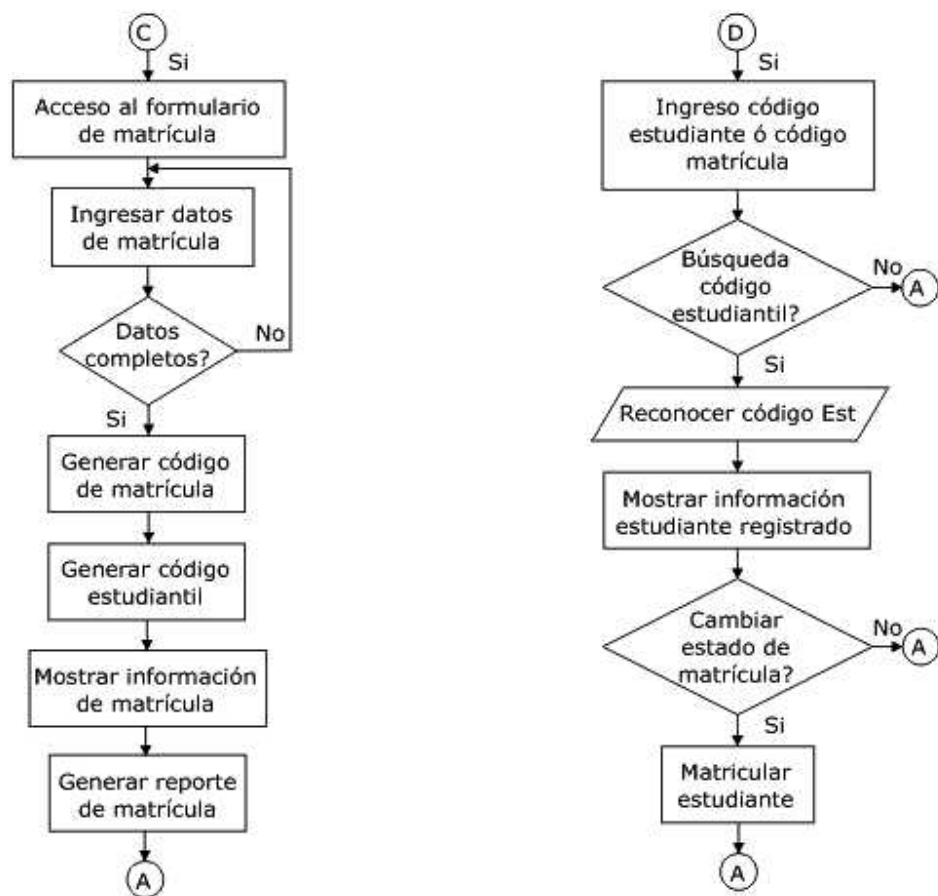 C
Si
Acceso al formulario
de matrícula
Ingresar datos
de matrícula
Datos
completos?
No
Si
Generar código
de matrícula
Generar código
estudiantil
Mostrar información
de matrícula
Generar reporte
de matrícula
A
D
Si
Ingreso código
estudiante ó código
matrícula
Búsqueda
código
estudiantil?
No
A
Si
Reconocer código Est
Mostrar información
estudiante registrado
Cambiar
estado de
matrícula?
No
A
Si
Matricular
estudiante
A